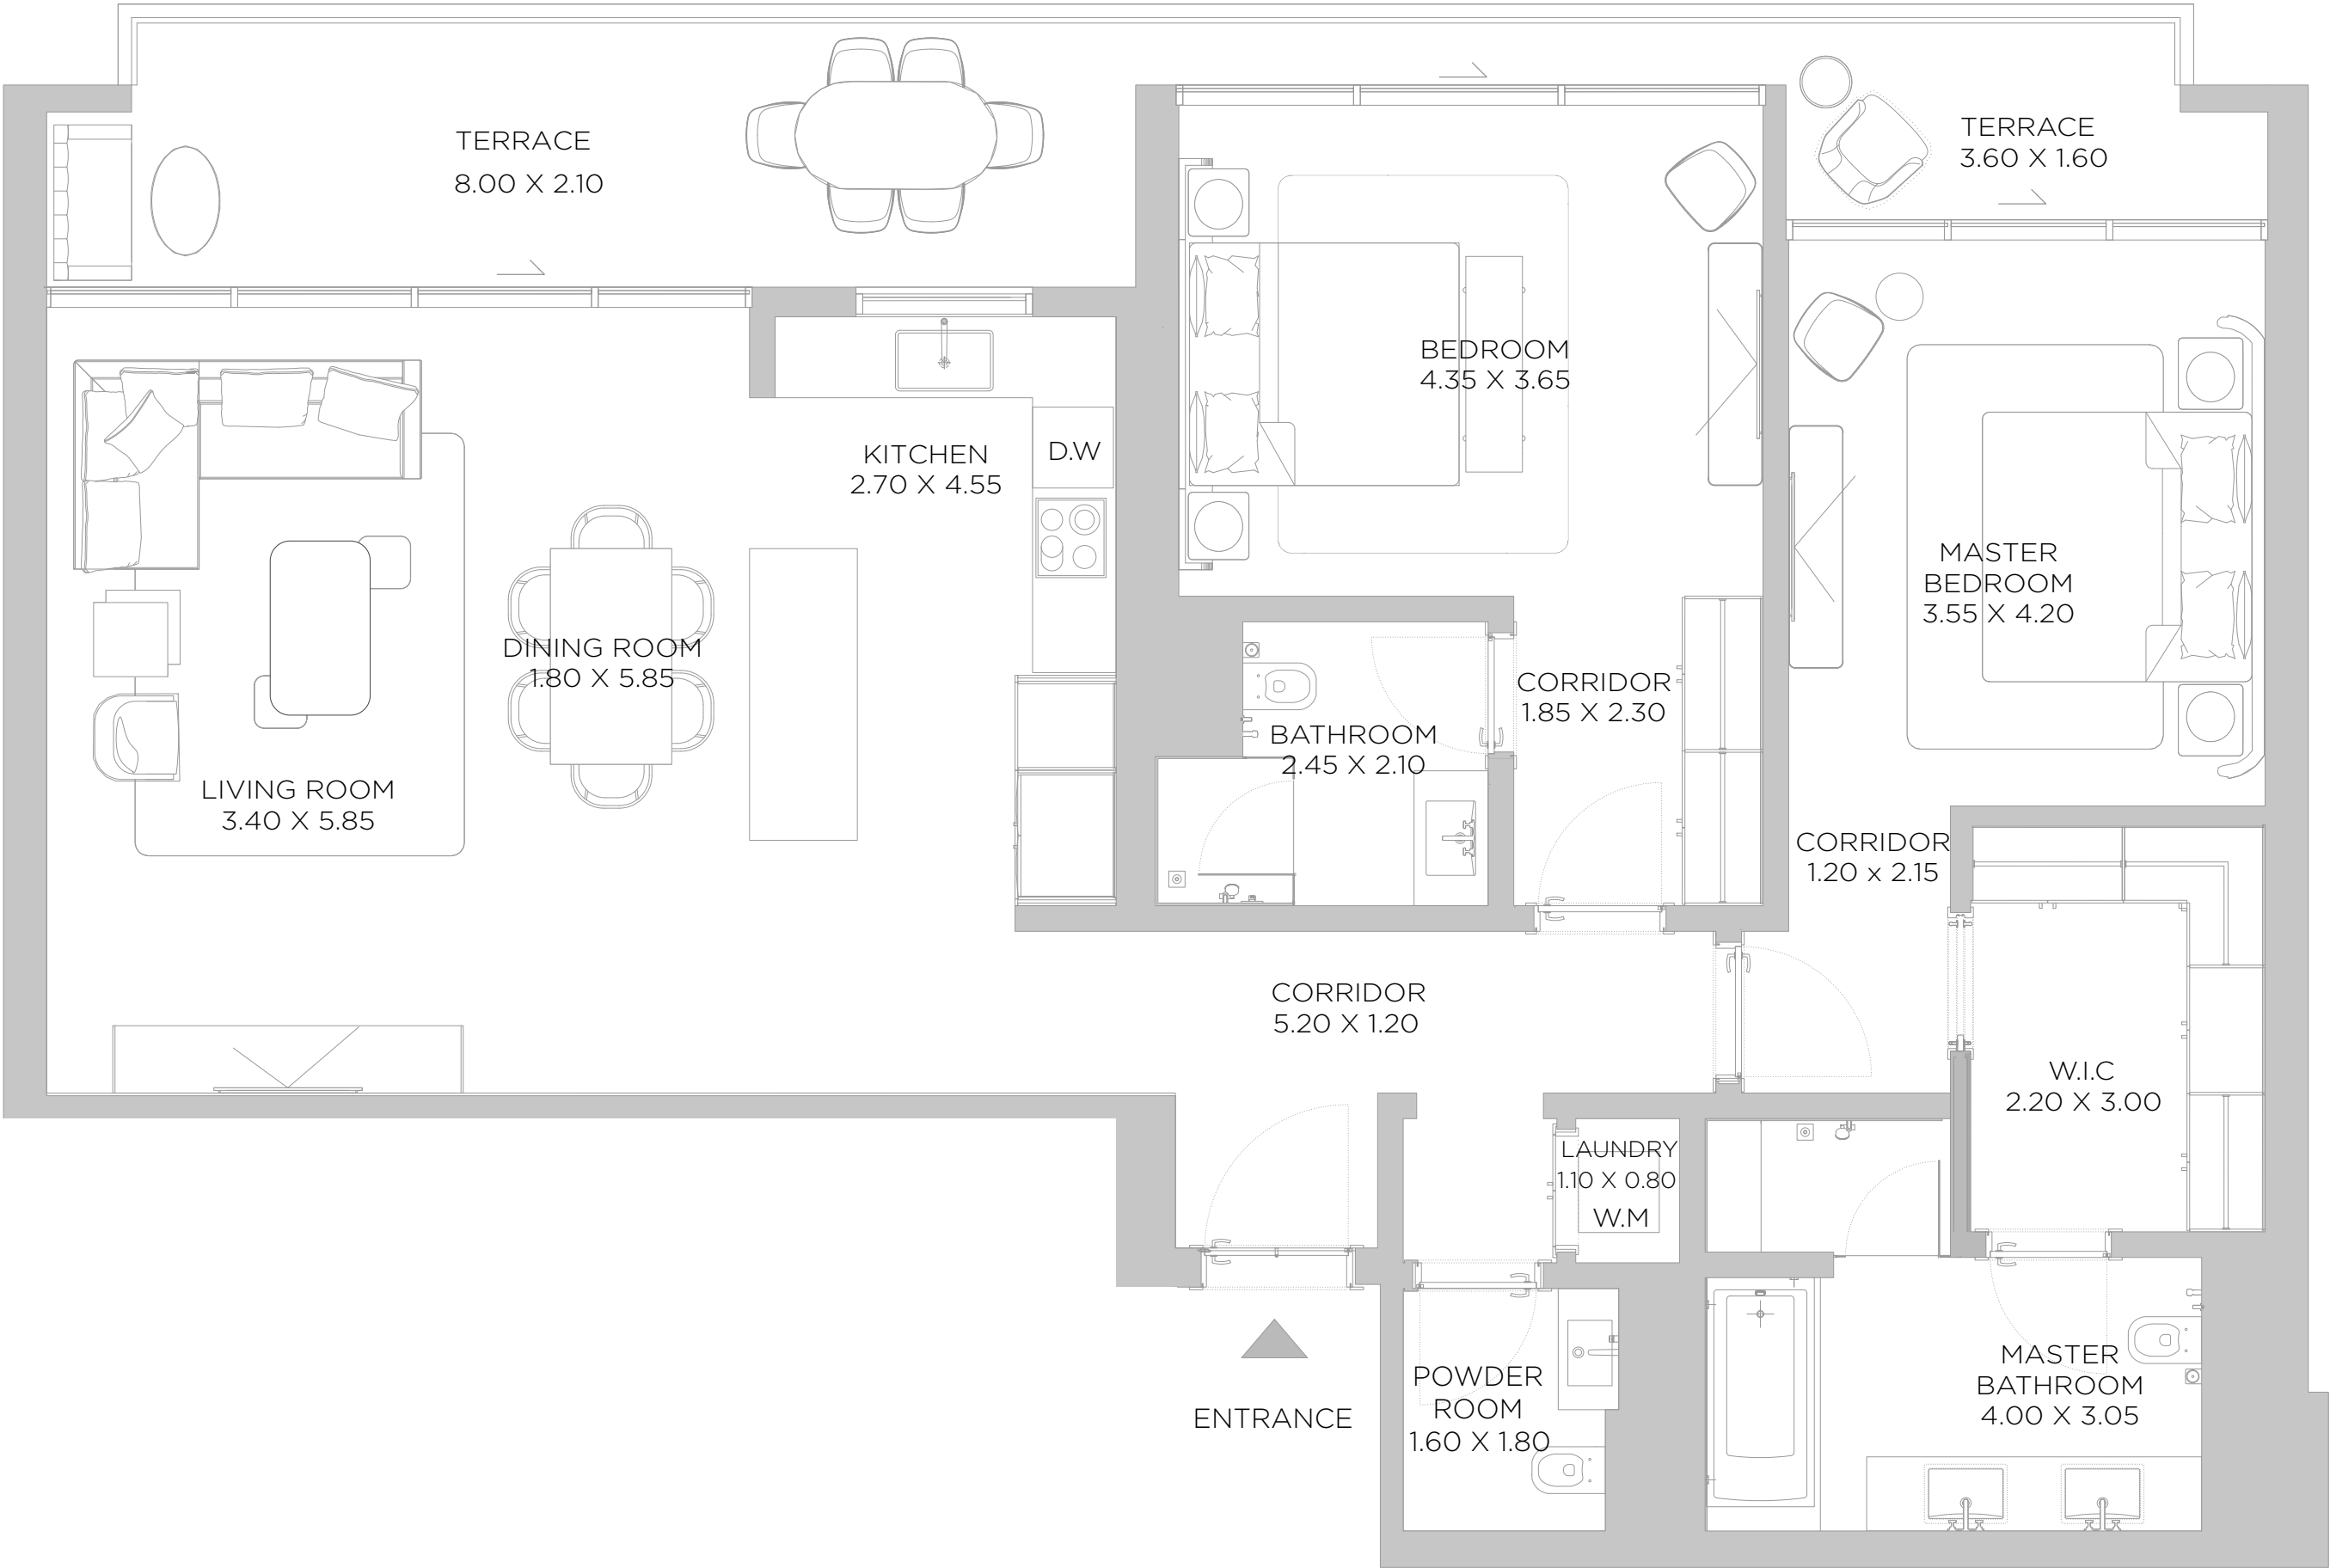 TERRACE
8.00 X 2.10
TERRACE
3.60 X 1.60
BEDROOM
4.35 X 3.65
KITCHEN
2.70 X 4.55
D.W
MASTER
BEDROOM
3.55 X 4.20
DINING ROOM
1.80 X 5.85
CORRIDOR
1.85 X 2.30
BATHROOM
2.45 X 2.10
LIVING ROOM
3.40 X 5.85
CORRIDOR
1.20 x 2.15
CORRIDOR
5.20 X 1.20
W.I.C
2.20 X 3.00
LAUNDRY
1.10 X 0.80
W.M
MASTER
BATHROOM
4.00 X 3.05
POWDER
ROOM
1.60 X 1.80
ENTRANCE